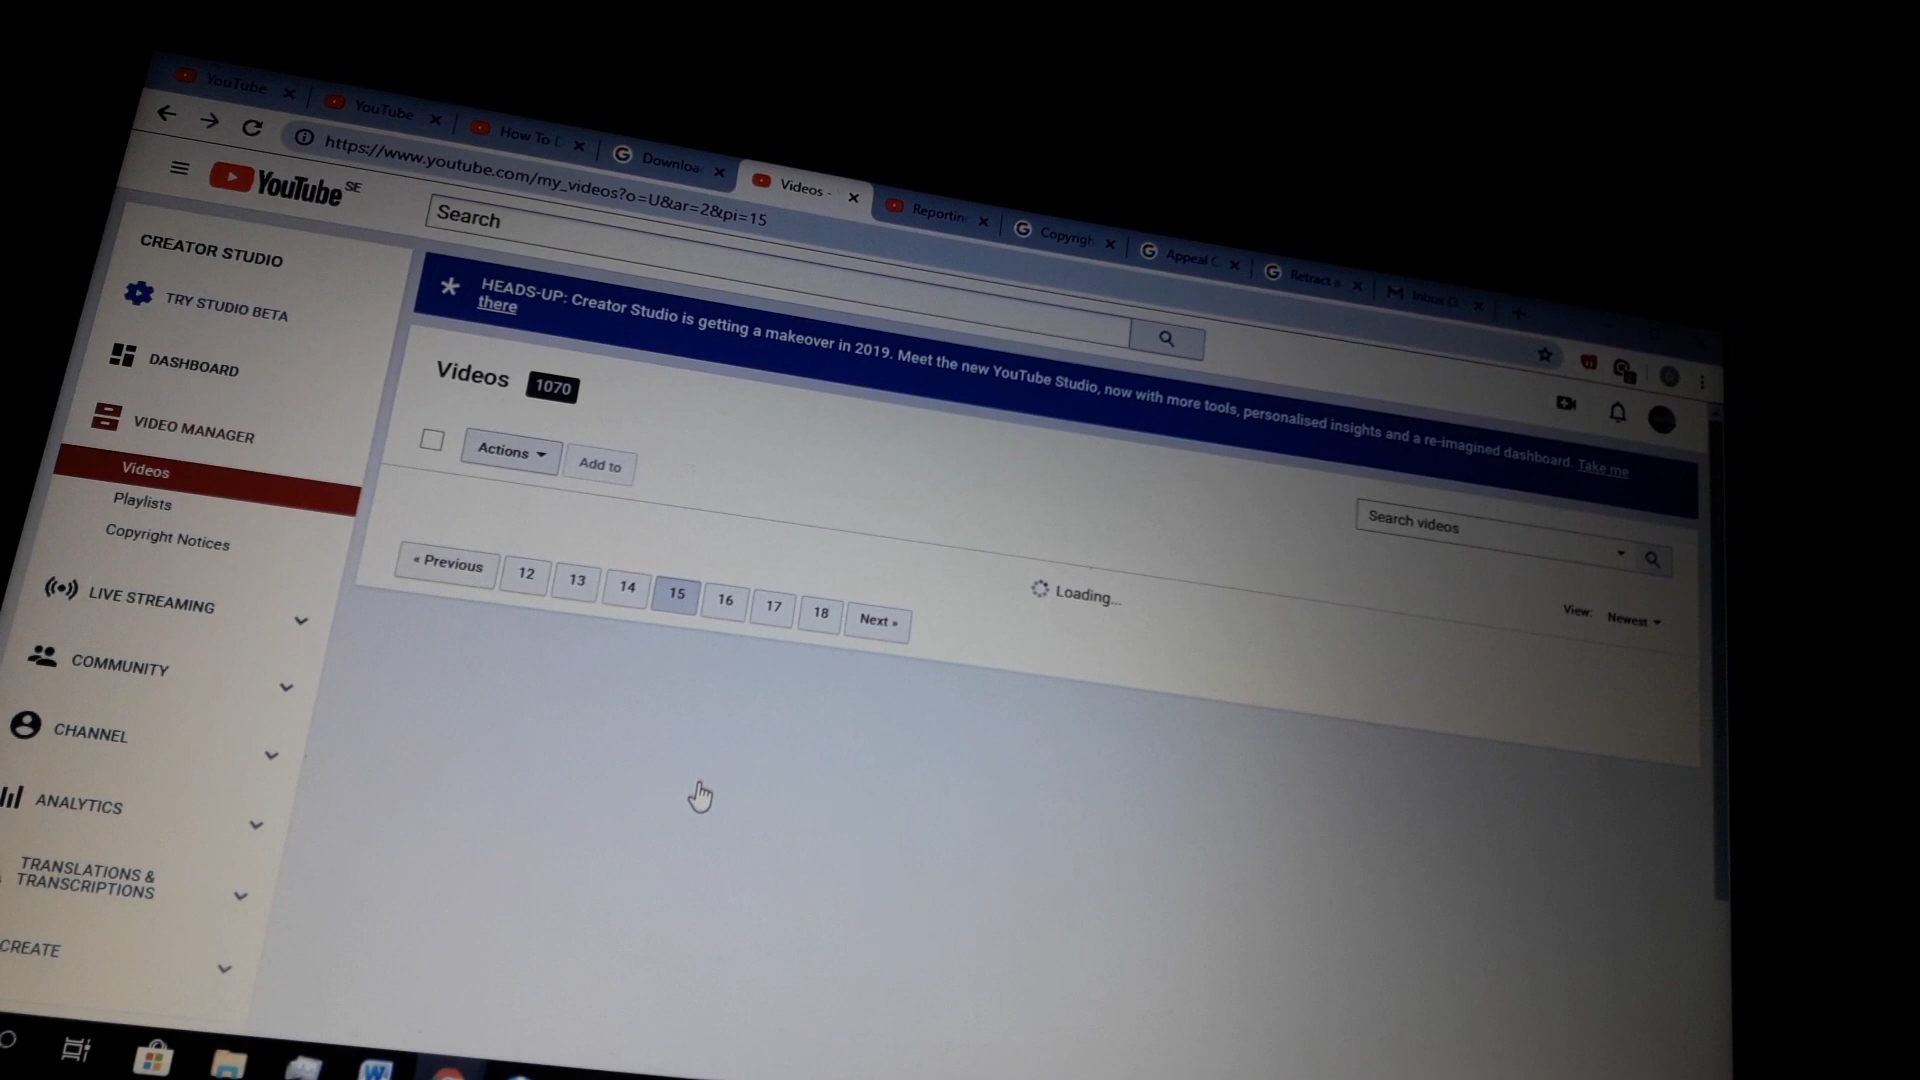 YouTube
YouTube
How To
Downloa
Videos -
Reportin
Copyrigh
Appeal C
Retract a
Inbox
https://www.youtube.com/my_videos?o=U&ar=2&pi=15
YouTube SE
Search
CREATOR STUDIO
TRY STUDIO BETA
DASHBOARD
VIDEO MANAGER
Videos
Playlists
Copyright Notices
LIVE STREAMING
COMMUNITY
CHANNEL
ANALYTICS
TRANSLATIONS &
TRANSCRIPTIONS
CREATE
HEADS-UP: Creator Studio is getting a makeover in 2019. Meet the new YouTube Studio, now with more tools, personalised insights and a re-imagined dashboard. Take me
there
Videos 1070
Actions Add to
Search videos
View: Newest
Loading...
« Previous 12 13 14 15 16 17 18 Next »